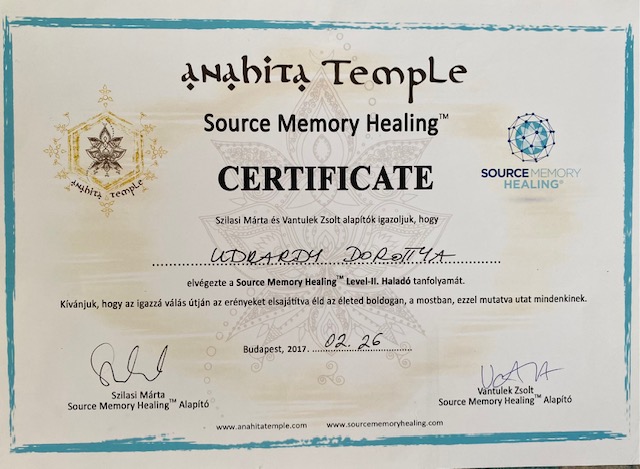 ANAHITA TEMPLE
Source Memory Healing™
CERTIFICATE
anahita Temple
SOURCEMEMORY
HEALING®
Szilasi Márta és Vantulek Zsolt alapítók igazoljuk, hogy
UDRARDY DOROTTYA
elvégezte a Source Memory Healing™ Level-II. Haladó tanfolyamát.
Kívánjuk, hogy az igazzá válás útján az erényeket elsajátítva éld az életed boldogan, a mostban, ezzel mutatva utat mindenkinek.
Budapest, 2017. 02. 26
Szilasi Márta
Source Memory Healing™ Alapító
Vantulek Zsolt
Source Memory Healing™ Alapító
www.anahitatemple.com www.sourcememoryhealing.com